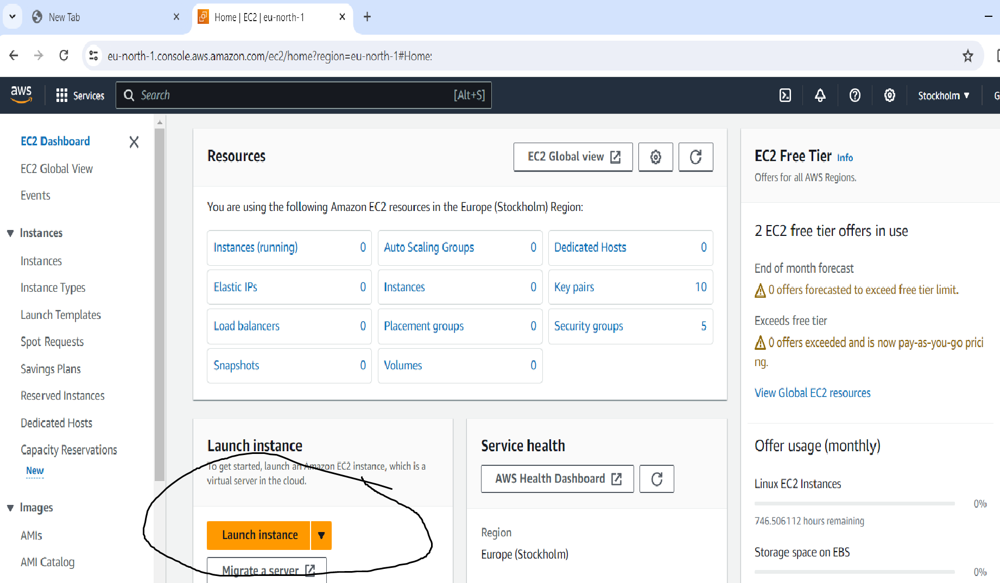 New Tab
Home | EC2 | eu-north-1
eu-north-1.console.aws.amazon.com/ec2/home?region=eu-north-1#Home:
aws
Services
Search
[Alt+S]
Stockholm
EC2 Dashboard
EC2 Global View
Events
Instances
Instances
Instance Types
Launch Templates
Spot Requests
Savings Plans
Reserved Instances
Dedicated Hosts
Capacity Reservations
New
Images
AMIs
AMI Catalog
Resources
EC2 Global view
You are using the following Amazon EC2 resources in the Europe (Stockholm) Region:
Instances (running) 0
Auto Scaling Groups 0
Dedicated Hosts 0
Elastic IPs 0
Instances 0
Key pairs 10
Load balancers 0
Placement groups 0
Security groups 5
Snapshots 0
Volumes 0
Launch instance
To get started, launch an Amazon EC2 instance, which is a
virtual server in the cloud.
Launch instance
Migrate a server
Service health
AWS Health Dashboard
Region
Europe (Stockholm)
EC2 Free Tier Info
Offers for all AWS Regions.
2 EC2 free tier offers in use
End of month forecast
0 offers forecasted to exceed free tier limit.
Exceeds free tier
0 offers exceeded and is now pay-as-you-go prici
ng.
View Global EC2 resources
Offer usage (monthly)
Linux EC2 Instances
0%
746.506112 hours remaining
Storage space on EBS
0%